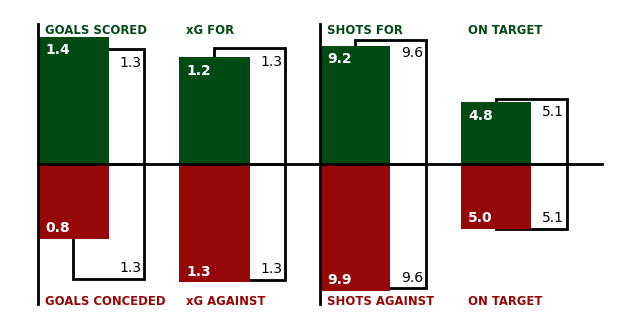 GOALS SCORED xG FOR SHOTS FOR ON TARGET
1.4 1.3 1.2 1.3 9.2 9.6 4.8 5.1
0.8 1.3 1.3 1.3 9.9 9.6 5.0 5.1
GOALS CONCEDED xG AGAINST SHOTS AGAINST ON TARGET